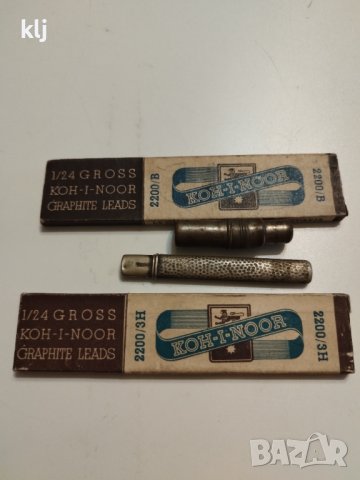 klj
1/24 GROSS
KOH-I-NOOR
GRAPHITE LEADS
2200/B
KOH-I-NOOR
2200/B
1/24 GROSS
KOH-I-NOOR
GRAPHITE LEADS
2200/3H
KOH-I-NOOR
2200/3H
BAZAR